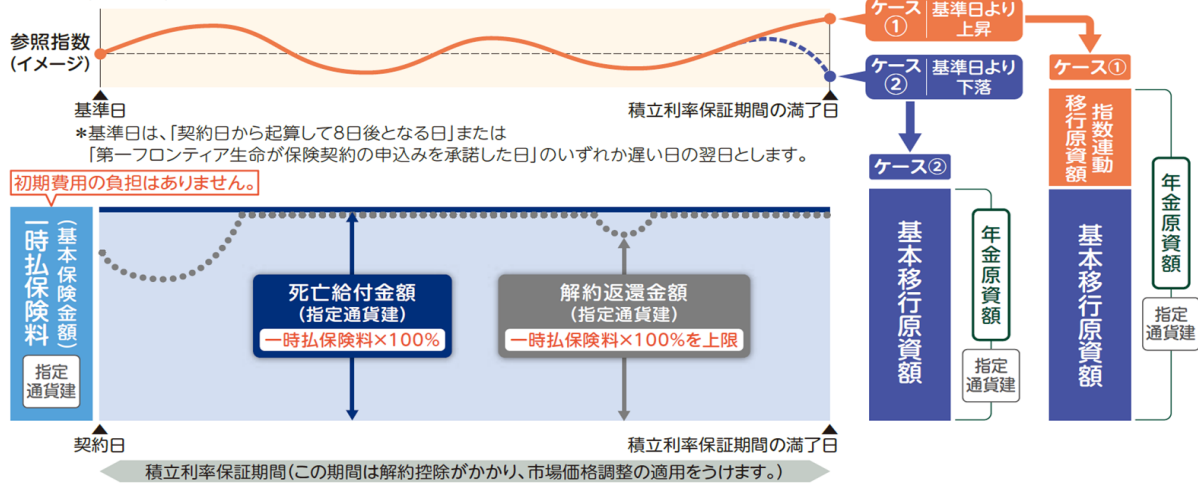 参照指数
(イメージ)
ケース
①
基準日より
上昇
ケース
②
基準日より
下落
基準日
積立利率保証期間の満了日
*基準日は、「契約日から起算して8日後となる日」または
「第一フロンティア生命が保険契約の申込みを承諾した日」のいずれか遅い日の翌日とします。
初期費用の負担はありません。
一時払保険料
(基本保険金額)
指定
通貨建
死亡給付金額
(指定通貨建)
一時払保険料×100%
解約返還金額
(指定通貨建)
一時払保険料×100%を上限
契約日
積立利率保証期間の満了日
積立利率保証期間(この期間は解約控除がかかり、市場価格調整の適用をうけます。)
ケース②
基本移行原資額
年金原資額
指定
通貨建
ケース①
指数連動
移行原資額
基本移行原資額
年金原資額
指定
通貨建